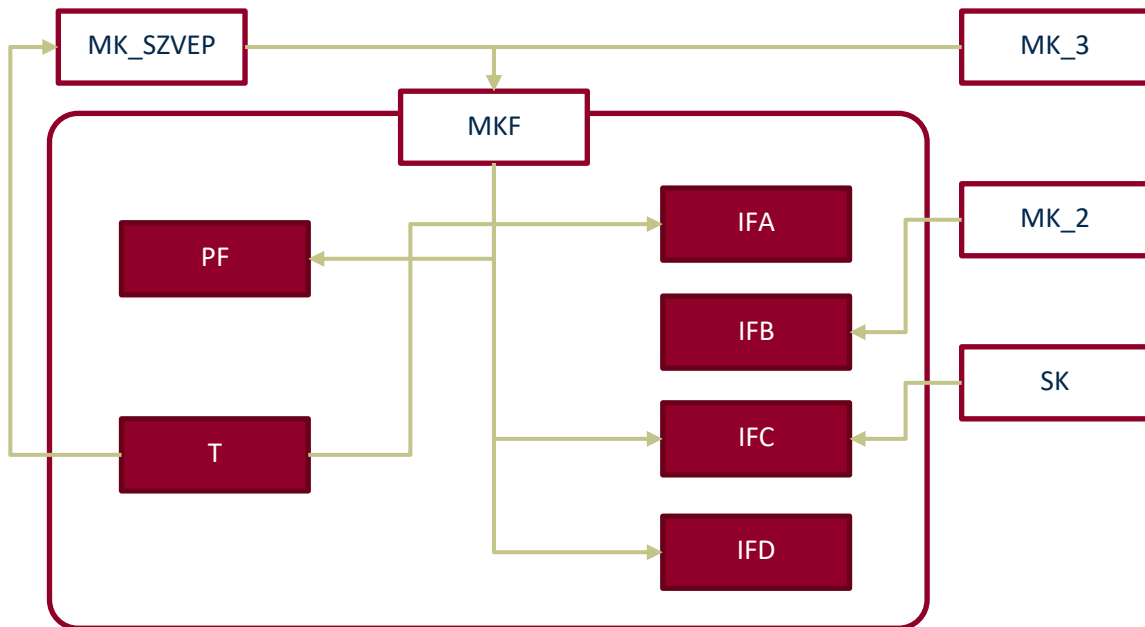 MK_SZVEP
MK_3
MKF
MK_2
PF
IFA
IFB
SK
T
IFC
IFD